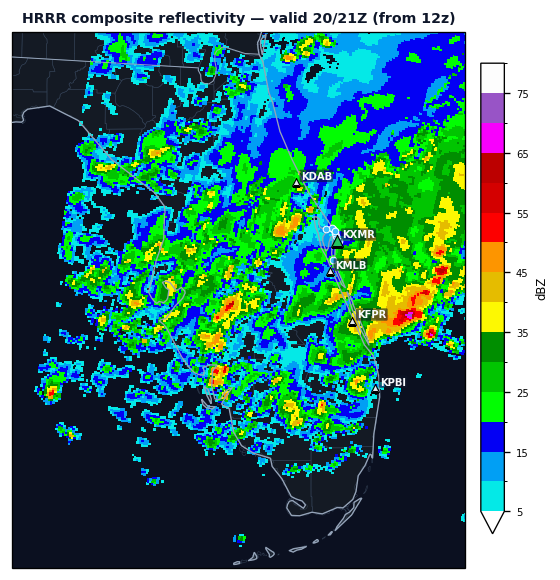 HRRR composite reflectivity — valid 20/21Z (from 12z)
KDAB
KXMR
KMLB
KFPR
KPBI
75
65
55
45
35
25
15
5
dBZ